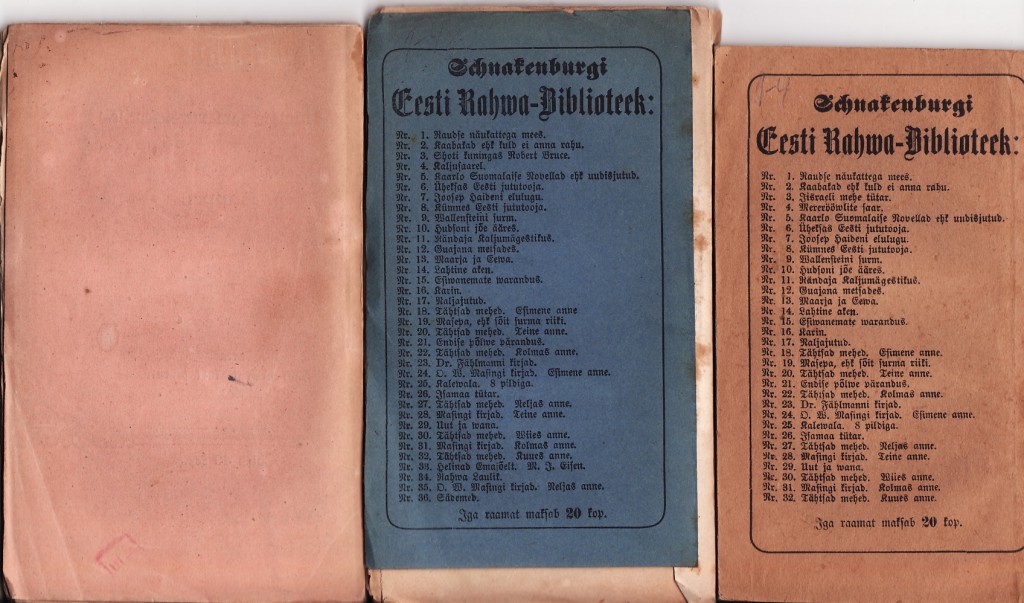 Schnakenburgi
Eesti Rahwa-Biblioteek:
Nr. 1. Raudse näukattega mees.
Nr. 2. Kaabakad ehk kuld ei anna rahu.
Nr. 3. Shoti kuningas Robert Bruce.
Nr. 4. Kaljusaarel.
Nr. 5. Kaarlo Suomalaise Novellad ehk uudisjutud.
Nr. 6. Üheksas Eesti jututooja.
Nr. 7. Joosep Haideni elulugu.
Nr. 8. Kümnes Eesti jututooja.
Nr. 9. Wallensteini surm.
Nr. 10. Hudsoni jõe ääres.
Nr. 11. Rändaja Kaljumägestikus.
Nr. 12. Guajana metsades.
Nr. 13. Maarja ja Eewa.
Nr. 14. Lahtine aken.
Nr. 15. Esiwanemate warandus.
Nr. 16. Karin.
Nr. 17. Naljajutud.
Nr. 18. Tähtsad mehed. Esimene anne
Nr. 19. Masepa, ehk sõit surma riiki.
Nr. 20. Tähtsad mehed. Teine anne.
Nr. 21. Endise põlwe pärandus.
Nr. 22. Tähtsad mehed. Kolmas anne.
Nr. 23. Dr. Fählmanni kirjad.
Nr. 24. O. W. Masingi kirjad. Esimene anne.
Nr. 25. Kalewala. 8 pildiga.
Nr. 26. Isamaa tütar.
Nr. 27. Tähtsad mehed. Neljas anne.
Nr. 28. Masingi kirjad. Teine anne.
Nr. 29. Uut ja wana.
Nr. 30. Tähtsad mehed. Wiies anne.
Nr. 31. Masingi kirjad. Kolmas anne.
Nr. 32. Tähtsad mehed. Kuues anne.
Nr. 33. Helinad Emajõelt. M. J. Eisen.
Nr. 34. Rahwa Laulik.
Nr. 35. O. W. Masingi kirjad. Neljas anne.
Nr. 36. Sädemed.
Iga raamat maksab 20 kop.
Schnakenburgi
Eesti Rahwa-Biblioteek:
Nr. 1. Raudse näukattega mees.
Nr. 2. Kaabakad ehk kuld ei anna rahu.
Nr. 3. Jisraeli mehe tütar.
Nr. 4. Mererööwlite saar.
Nr. 5. Kaarlo Suomalaise Novellad ehk uudisjutud.
Nr. 6. Üheksas Eesti jututooja.
Nr. 7. Joosep Haideni elulugu.
Nr. 8. Kümnes Eesti jututooja.
Nr. 9. Wallensteini surm.
Nr. 10. Hudsoni jõe ääres.
Nr. 11. Rändaja Kaljumägestikus.
Nr. 12. Guajana metsades.
Nr. 13. Maarja ja Eewa.
Nr. 14. Lahtine aken.
Nr. 15. Esiwanemate warandus.
Nr. 16. Karin.
Nr. 17. Naljajutud.
Nr. 18. Tähtsad mehed. Esimene anne.
Nr. 19. Masepa, ehk sõit surma riiki.
Nr. 20. Tähtsad mehed. Teine anne.
Nr. 21. Endise põlwe pärandus.
Nr. 22. Tähtsad mehed. Kolmas anne.
Nr. 23. Dr. Fählmanni kirjad.
Nr. 24. O. W. Masingi kirjad. Esimene anne.
Nr. 25. Kalewala. 8 pildiga.
Nr. 26. Isamaa tütar.
Nr. 27. Tähtsad mehed. Neljas anne.
Nr. 28. Masingi kirjad. Teine anne.
Nr. 29. Uut ja wana.
Nr. 30. Tähtsad mehed. Wiies anne.
Nr. 31. Masingi kirjad. Kolmas anne.
Nr. 32. Tähtsad mehed. Kuues anne.
Iga raamat maksab 20 kop.